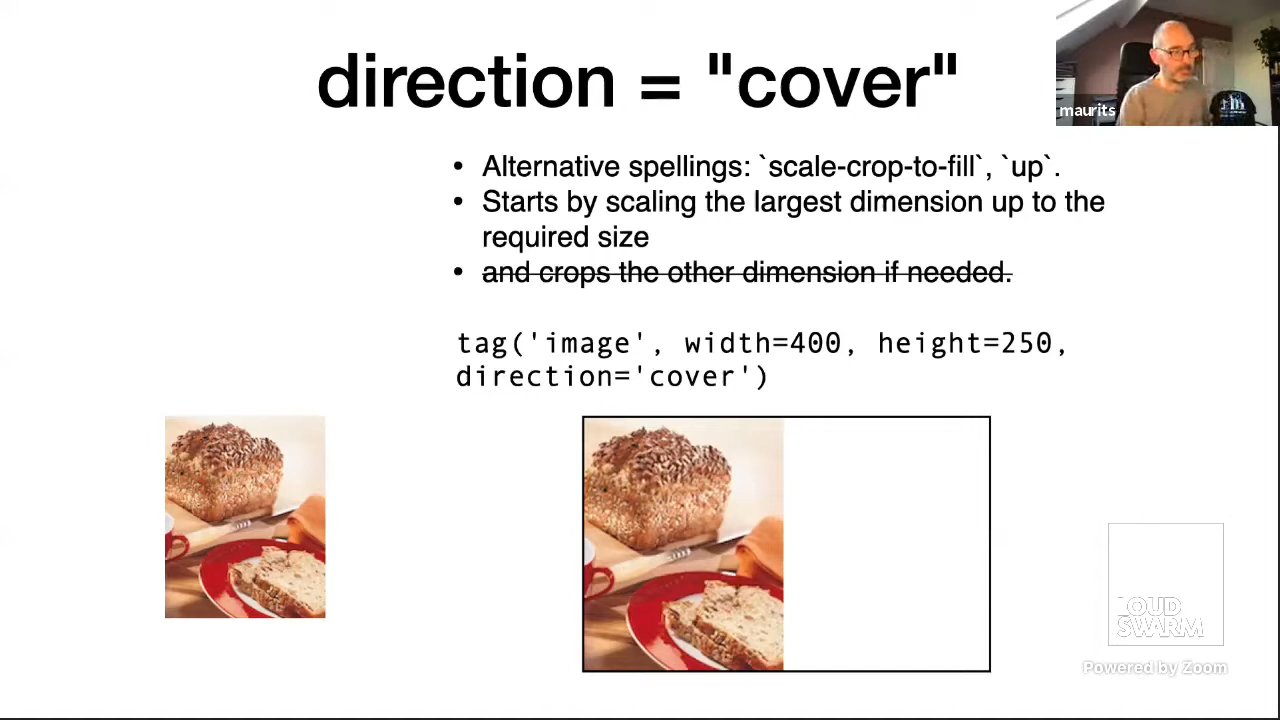 direction = "cover"
maurits
• Alternative spellings: `scale-crop-to-fill`, `up`.
• Starts by scaling the largest dimension up to the
required size
• and crops the other dimension if needed.
tag('image', width=400, height=250,
direction='cover')
LOUD
SWARM
Powered by Zoom